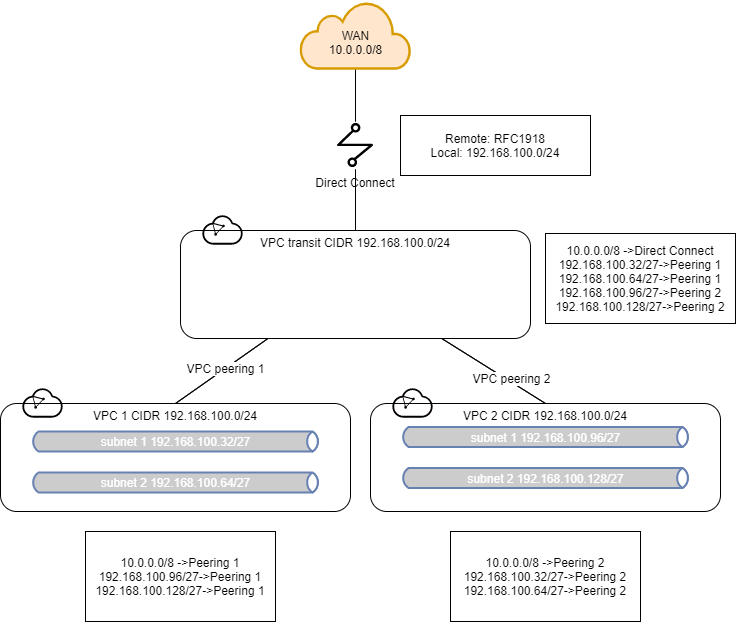 WAN
10.0.0.0/8
Remote: RFC1918
Local: 192.168.100.0/24
Direct Connect
VPC transit CIDR 192.168.100.0/24
10.0.0.0/8 ->Direct Connect
192.168.100.32/27->Peering 1
192.168.100.64/27->Peering 1
192.168.100.96/27->Peering 2
192.168.100.128/27->Peering 2
VPC peering 1
VPC peering 2
VPC 1 CIDR 192.168.100.0/24
subnet 1 192.168.100.32/27
subnet 2 192.168.100.64/27
VPC 2 CIDR 192.168.100.0/24
subnet 1 192.168.100.96/27
subnet 2 192.168.100.128/27
10.0.0.0/8 ->Peering 1
192.168.100.96/27->Peering 1
192.168.100.128/27->Peering 1
10.0.0.0/8 ->Peering 2
192.168.100.32/27->Peering 2
192.168.100.64/27->Peering 2